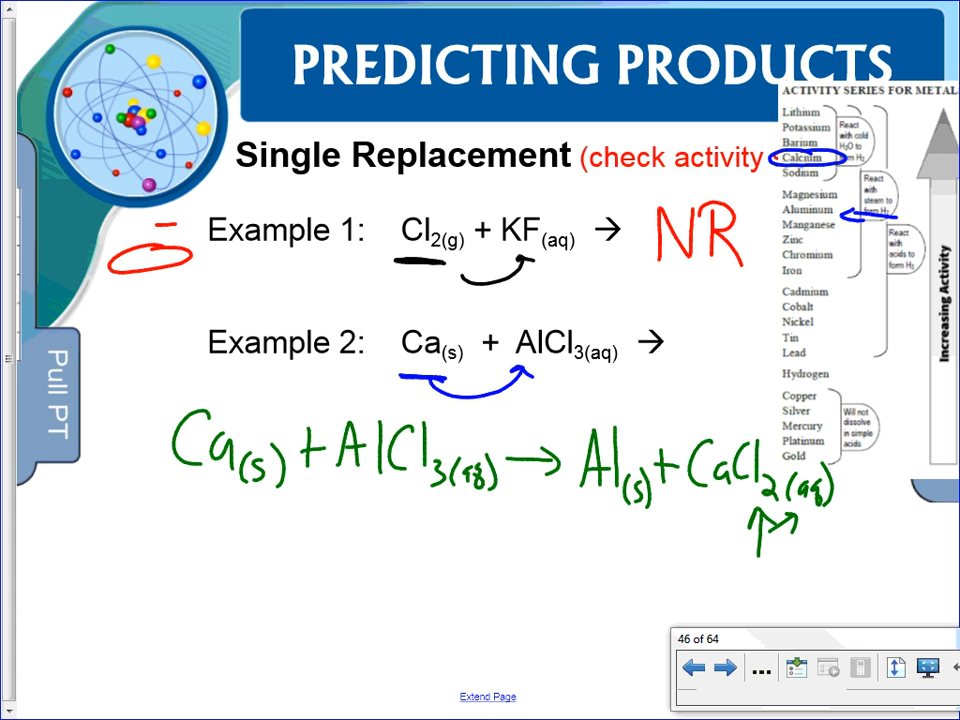 PREDICTING PRODUCTS
ACTIVITY SERIES FOR METAL
Single Replacement (check activity
Lithium
Potassium
Barium
Calcium
Sodium
React
with cold
H₂O to
form H₂
Magnesium
Aluminum
Manganese
Zinc
Chromium
Iron
React
with
steam to
form H₂
React
with
acids to
form H₂
Cadmium
Cobalt
Nickel
Tin
Lead
Hydrogen
Copper
Silver
Mercury
Platinum
Gold
Will not
dissolve
in simple
acids
Increasing Activity
Example 1: Cl₂(g) + KF(aq) → NR
Example 2: Ca(s) + AlCl₃(aq) →
Ca(s) + AlCl₃(aq) → Al(s) + CaCl₂(aq)
Pull PT
46 of 64
Extend Page